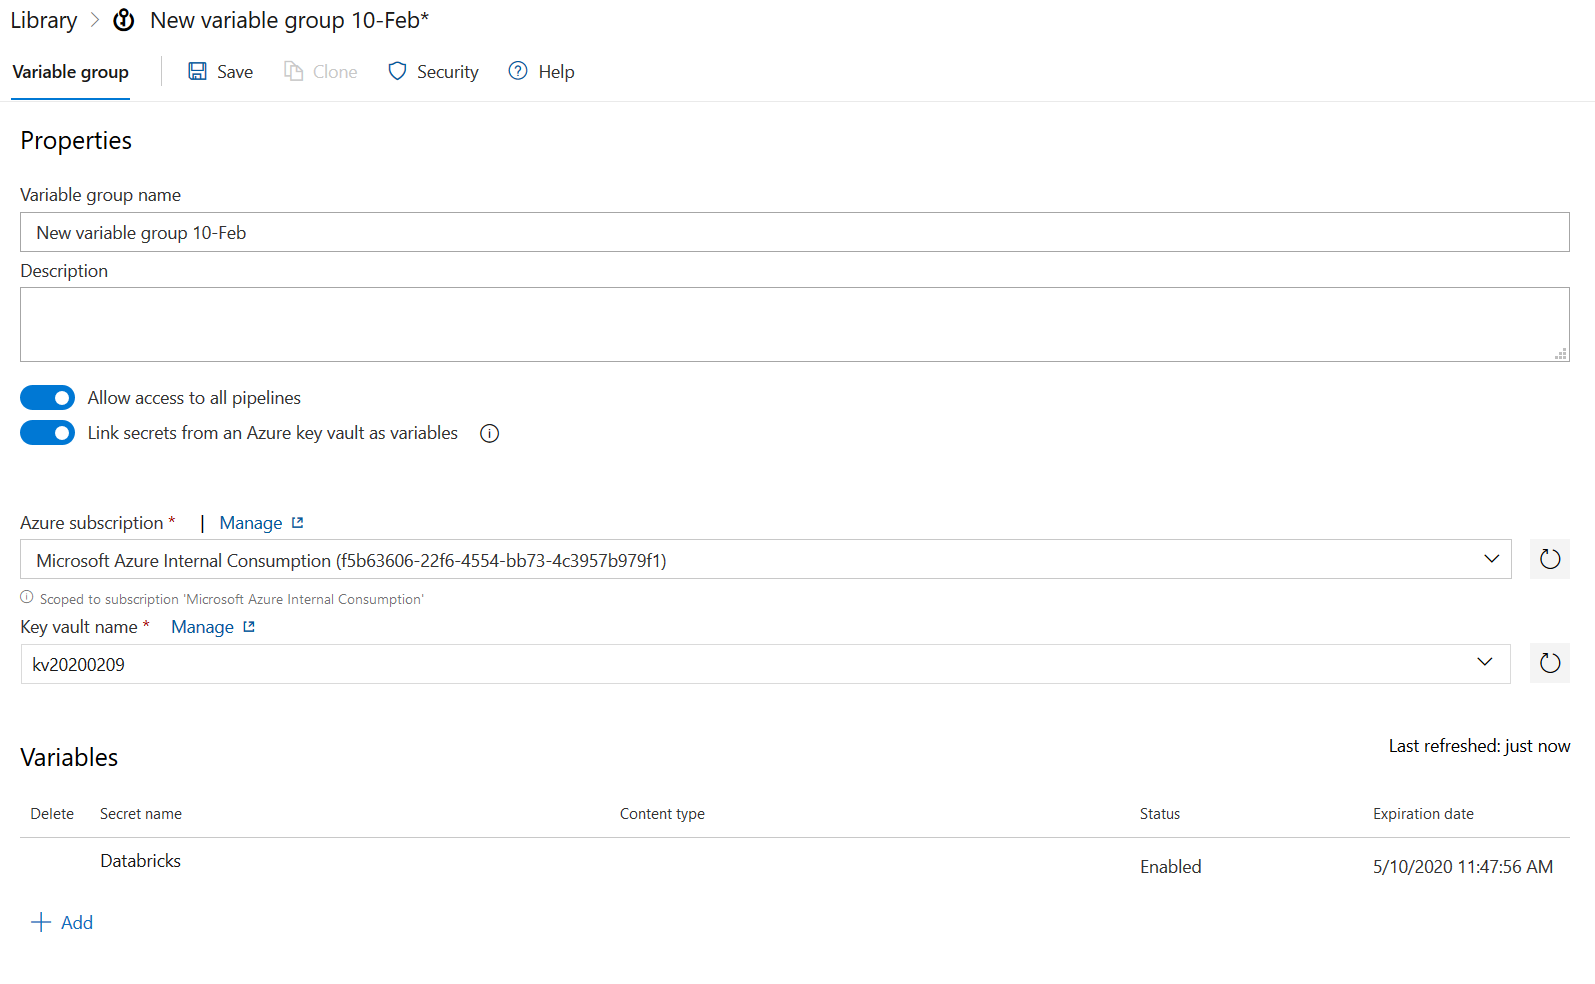 Library > New variable group 10-Feb*
Variable group Save Clone Security Help
Properties
Variable group name
New variable group 10-Feb
Description
Allow access to all pipelines
Link secrets from an Azure key vault as variables
Azure subscription * | Manage
Microsoft Azure Internal Consumption (f5b63606-22f6-4554-bb73-4c3957b979f1)
Scoped to subscription 'Microsoft Azure Internal Consumption'
Key vault name * Manage
kv20200209
Variables
Last refreshed: just now
Delete Secret name Content type Status Expiration date
Databricks Enabled 5/10/2020 11:47:56 AM
+ Add